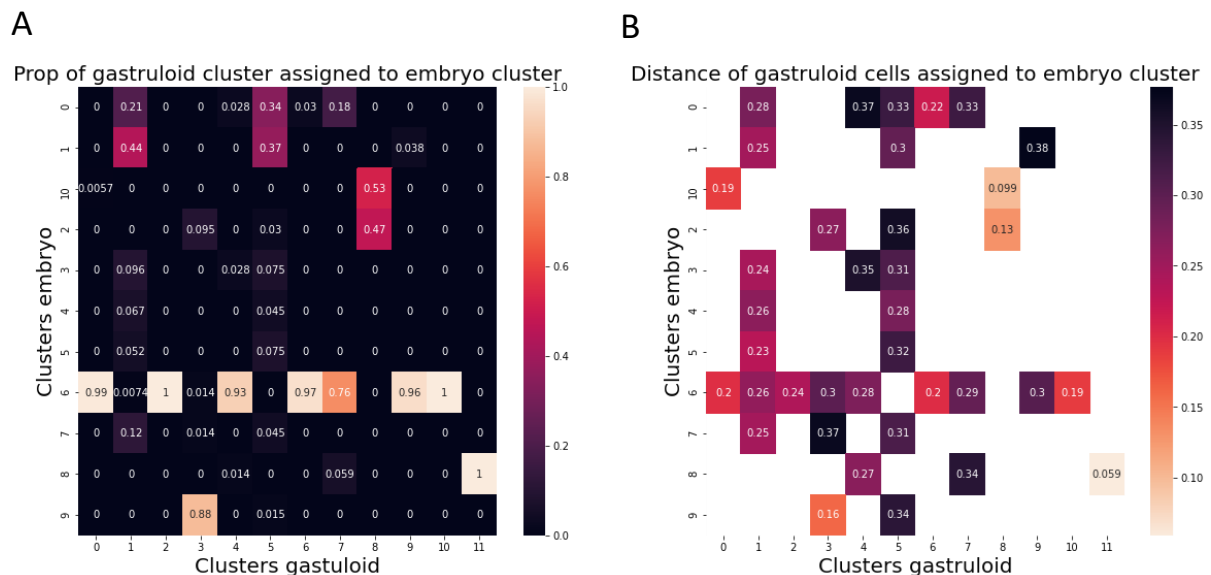 A
B
Prop of gastruloid cluster assigned to embryo cluster
Distance of gastruloid cells assigned to embryo cluster
Clusters embryo
0 0 0.21 0 0 0.028 0.34 0.03 0.18 0 0 0 0
1 0 0.44 0 0 0 0.37 0 0 0 0.038 0 0
10 0.0057 0 0 0 0 0 0 0 0.53 0 0 0
2 0 0 0 0.095 0 0.03 0 0 0.47 0 0 0
3 0 0.096 0 0 0.028 0.075 0 0 0 0 0 0
4 0 0.067 0 0 0 0.045 0 0 0 0 0 0
5 0 0.052 0 0 0 0.075 0 0 0 0 0 0
6 0.99 0.0074 1 0.014 0.93 0 0.97 0.76 0 0.96 1 0
7 0 0.12 0 0.014 0 0.045 0 0 0 0 0 0
8 0 0 0 0 0.014 0 0 0.059 0 0 0 1
9 0 0 0 0.88 0 0.015 0 0 0 0 0 0
0 1 2 3 4 5 6 7 8 9 10 11
Clusters gastuloid
1.0
0.8
0.6
0.4
0.2
0.0
Clusters embryo
0 0.28 0.37 0.33 0.22 0.33
1 0.25 0.3 0.38
10 0.19 0.099
2 0.27 0.36 0.13
3 0.24 0.35 0.31
4 0.26 0.28
5 0.23 0.32
6 0.2 0.26 0.24 0.3 0.28 0.2 0.29 0.3 0.19
7 0.25 0.37 0.31
8 0.27 0.34 0.059
9 0.16 0.34
0 1 2 3 4 5 6 7 8 9 10 11
Clusters gastruloid
0.35
0.30
0.25
0.20
0.15
0.10